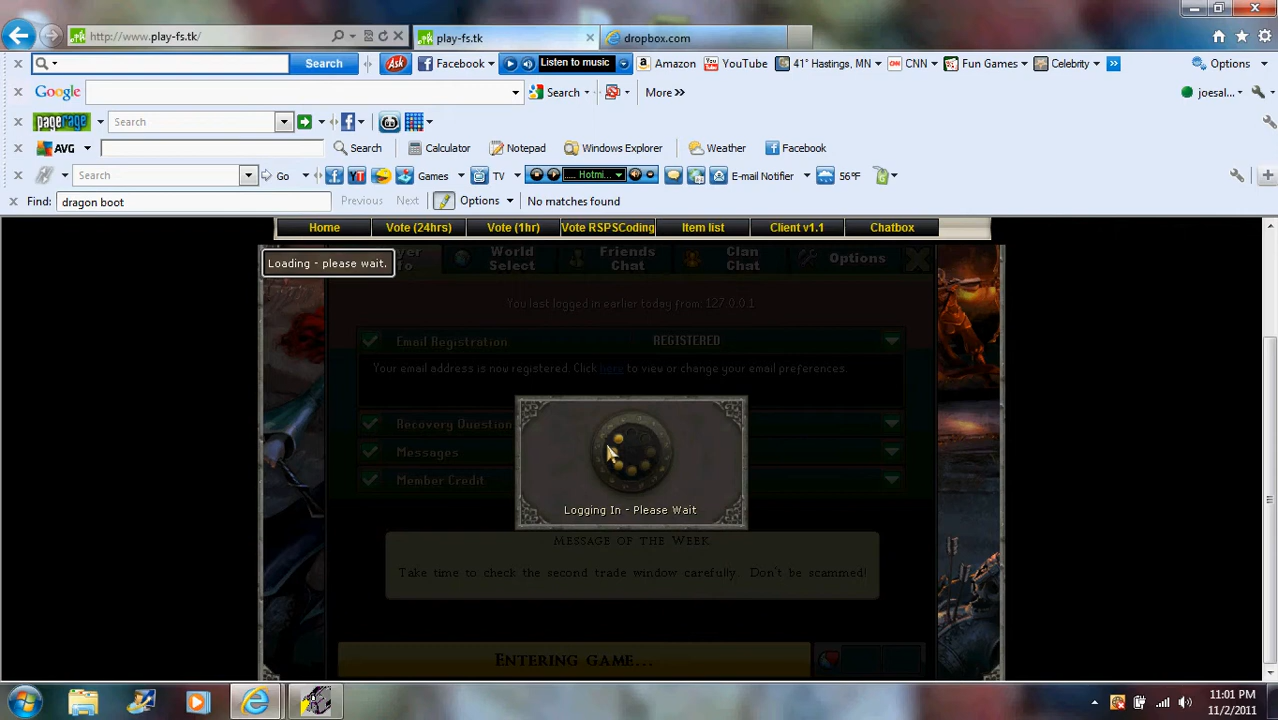 http://www.play-fs.tk/
play-fs.tk
dropbox.com
Search
Ask
Facebook
Listen to music
Amazon
YouTube
41° Hastings, MN
CNN
Fun Games
Celebrity
Options
Google
Search
More >>
joesal...
pagerage
Search
AVG
Search
Calculator
Notepad
Windows Explorer
Weather
Facebook
Search
Go
Games
TV
Hotmi...
E-mail Notifier
56°F
Find: dragon boot
Previous
Next
Options
No matches found
Home
Vote (24hrs)
Vote (1hr)
Vote RSPSCoding
Item list
Client v1.1
Chatbox
Loading - please wait.
World Select
Friends Chat
Clan Chat
Options
You last logged in earlier today from: 127.0.0.1
Email Registration REGISTERED
Your email address is now registered. Click here to view or change your email preferences.
Recovery Question
Messages
Member Credit
Logging In - Please Wait
Message of the Week
Take time to check the second trade window carefully Don't be scammed!
Entering game...
11:01 PM
11/2/2011